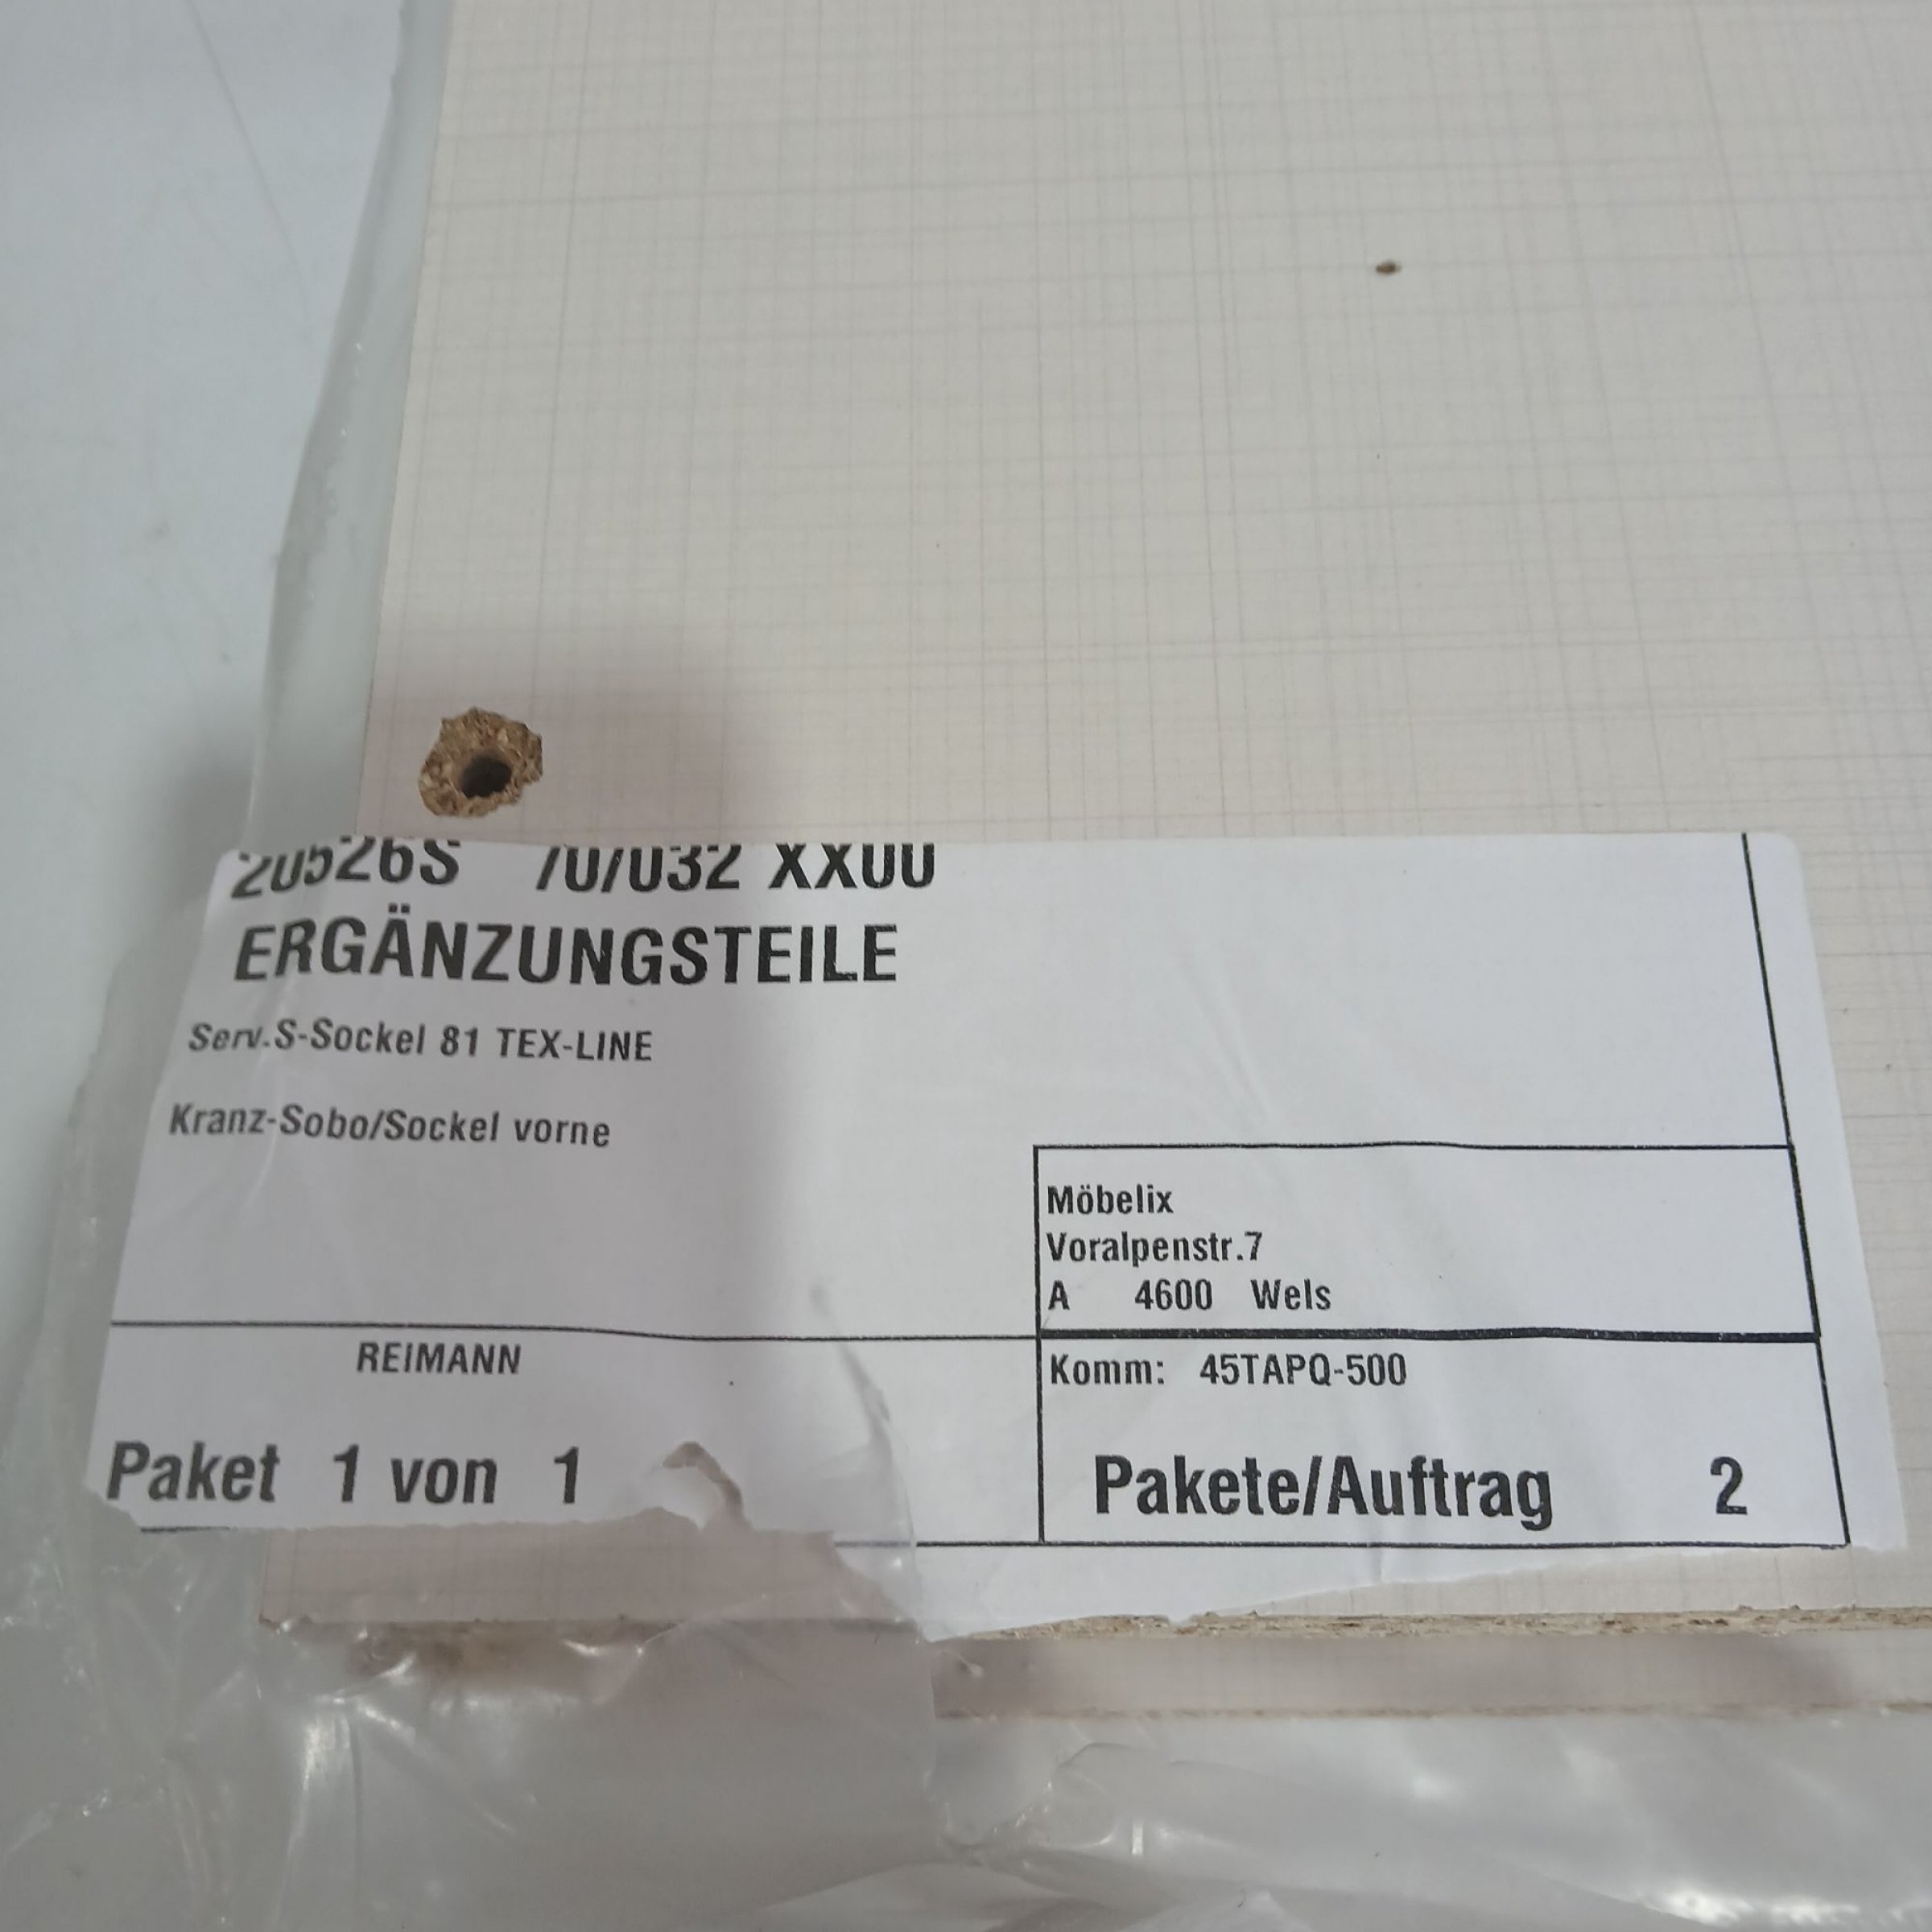 20526S 70/032 XX00
ERGÄNZUNGSTEILE
Serv.S-Sockel 81 TEX-LINE
Kranz-Sobo/Sockel vorne
Möbelix
Voralpenstr.7
A 4600 Wels
REIMANN
Komm: 45TAPQ-500
Paket 1 von 1
Pakete/Auftrag 2